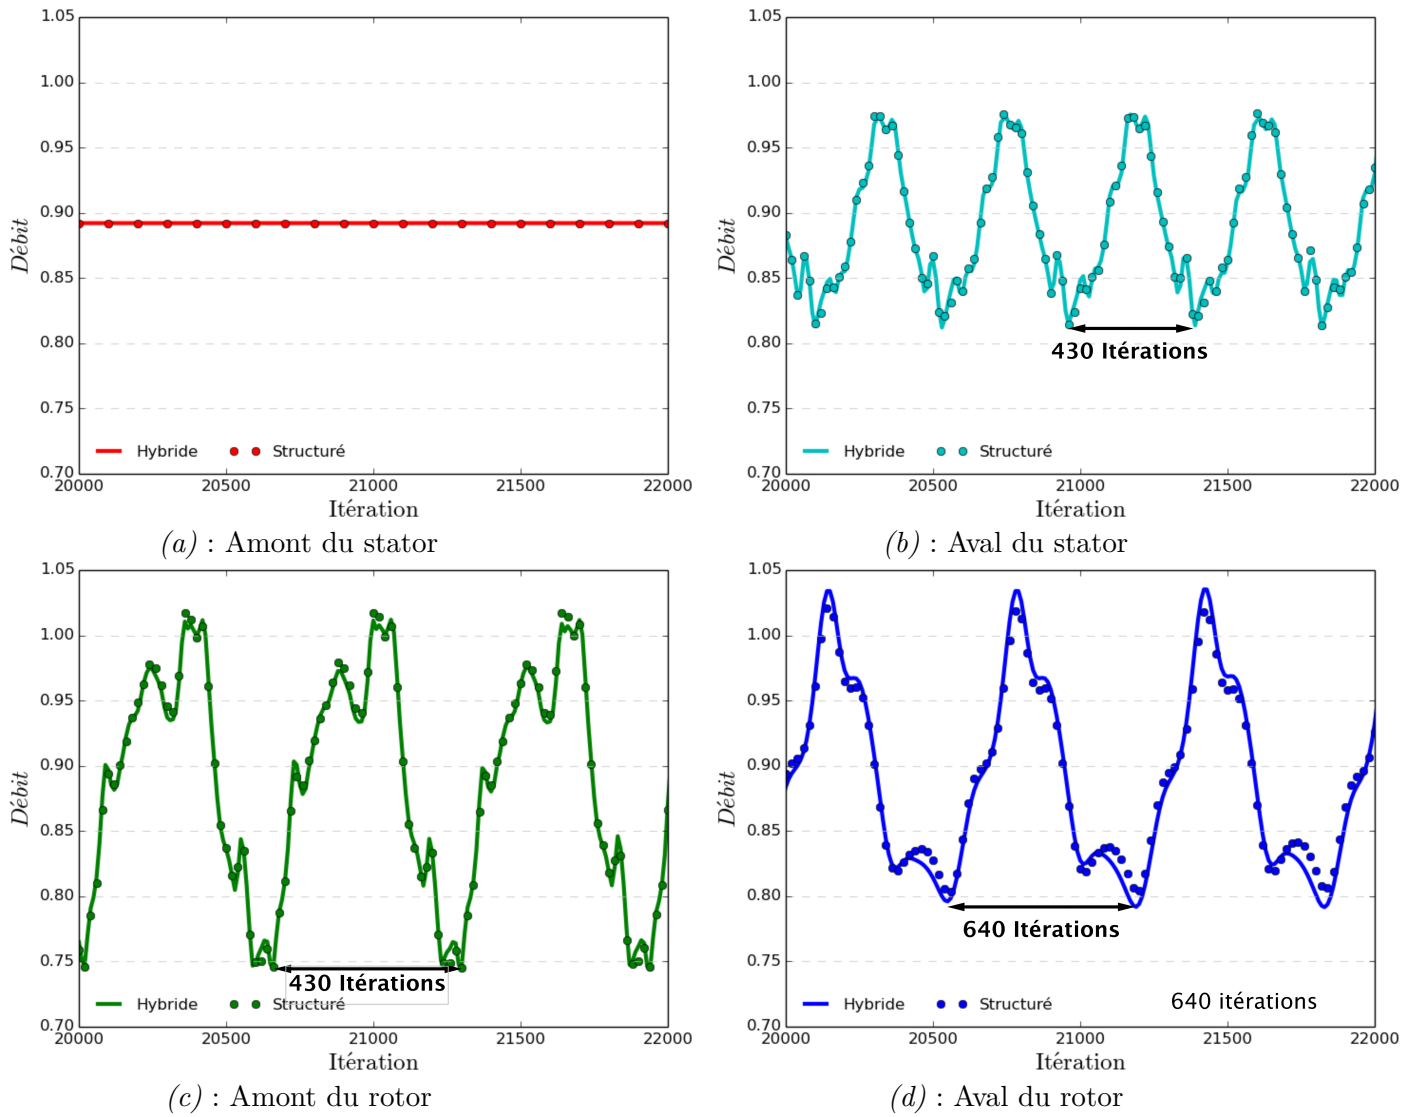 1.05
1.00
0.95
0.90
0.85
0.80
0.75
0.70
Débit
Hybride
Structuré
20000
20500
21000
21500
22000
Itération
(a) : Amont du stator
1.05
1.00
0.95
0.90
0.85
0.80
0.75
0.70
Débit
430 Itérations
Hybride
Structuré
20000
20500
21000
21500
22000
Itération
(b) : Aval du stator
1.05
1.00
0.95
0.90
0.85
0.80
0.75
0.70
Débit
430 Itérations
Hybride
Structuré
20000
20500
21000
21500
22000
Itération
(c) : Amont du rotor
1.05
1.00
0.95
0.90
0.85
0.80
0.75
0.70
Débit
640 Itérations
Hybride
Structuré
640 itérations
20000
20500
21000
21500
22000
Itération
(d) : Aval du rotor